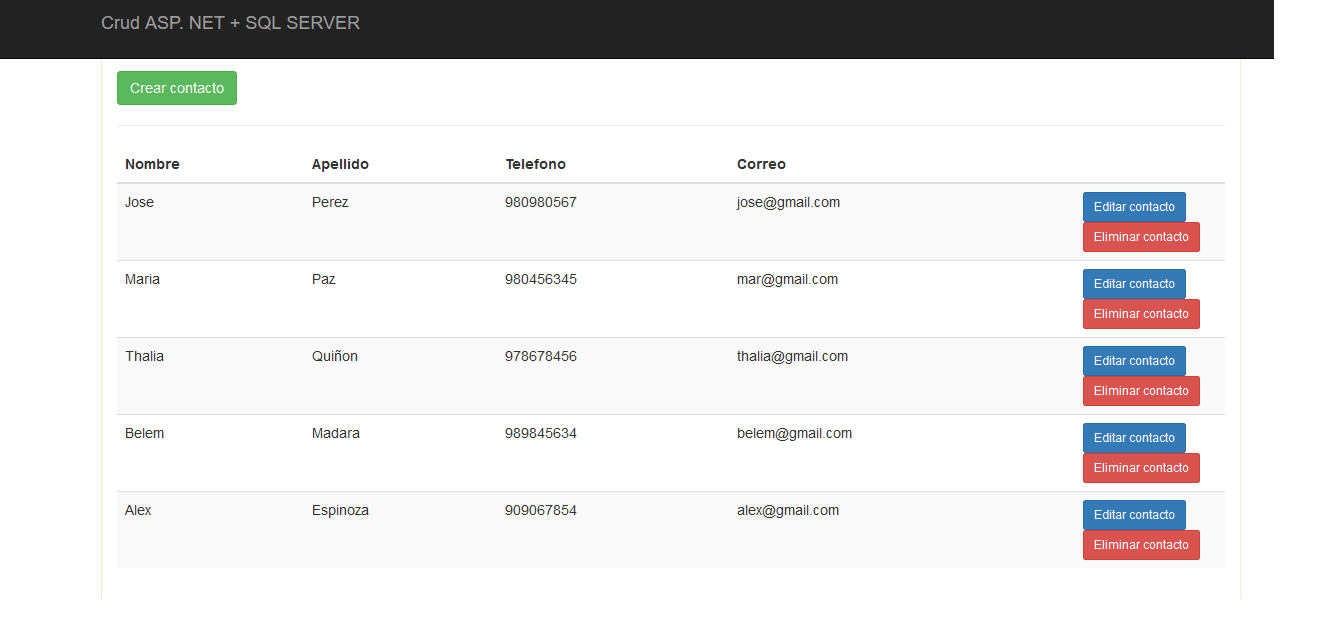 Crud ASP. NET + SQL SERVER
Crear contacto
Nombre Apellido Telefono Correo
Jose Perez 980980567 jose@gmail.com Editar contacto
Eliminar contacto
Maria Paz 980456345 mar@gmail.com Editar contacto
Eliminar contacto
Thalia Quiñon 978678456 thalia@gmail.com Editar contacto
Eliminar contacto
Belem Madara 989845634 belem@gmail.com Editar contacto
Eliminar contacto
Alex Espinoza 909067854 alex@gmail.com Editar contacto
Eliminar contacto